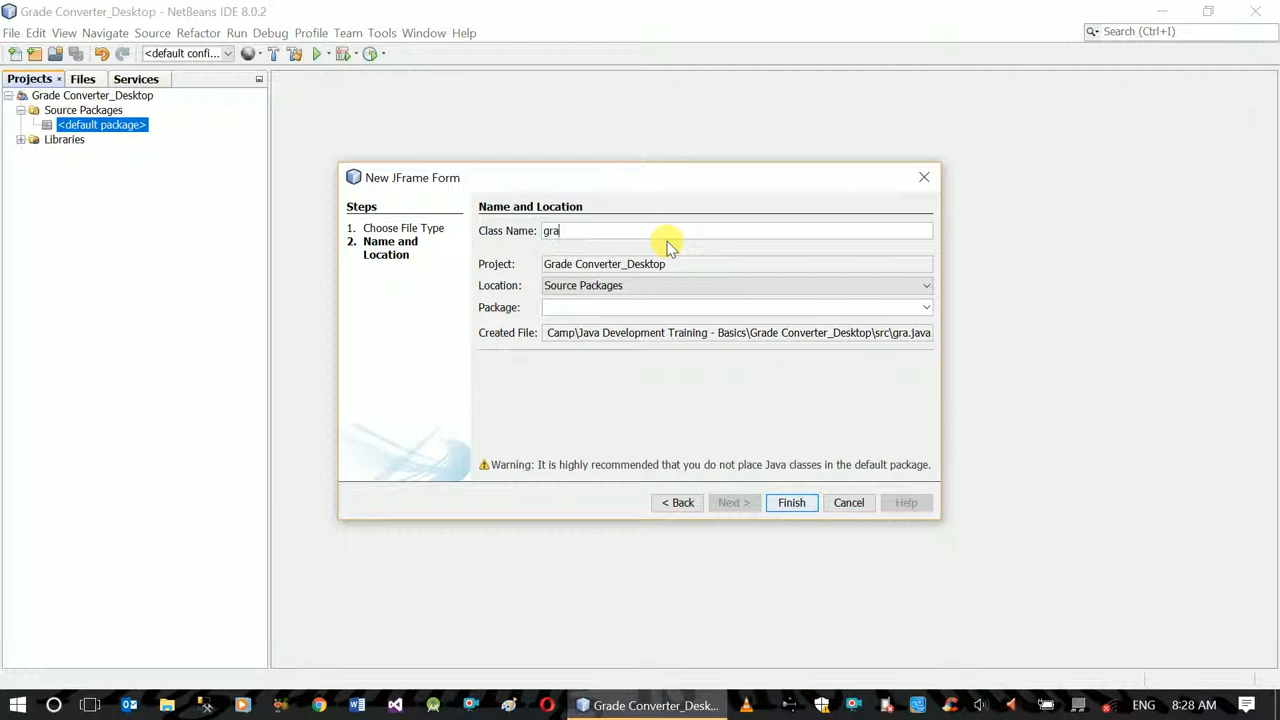 Grade Converter_Desktop - NetBeans IDE 8.0.2
File Edit View Navigate Source Refactor Run Debug Profile Team Tools Window Help
Search (Ctrl+I)
<default confi...
Projects Files Services
Grade Converter_Desktop
Source Packages
<default package>
Libraries
New JFrame Form
Steps
1. Choose File Type
2. Name and
Location
Name and Location
Class Name: gra
Project: Grade Converter_Desktop
Location: Source Packages
Package:
Created File: Camp\Java Development Training - Basics\Grade Converter_Desktop\src\gra.java
Warning: It is highly recommended that you do not place Java classes in the default package.
< Back Next > Finish Cancel Help
Grade Converter_Desk...
ENG 8:28 AM